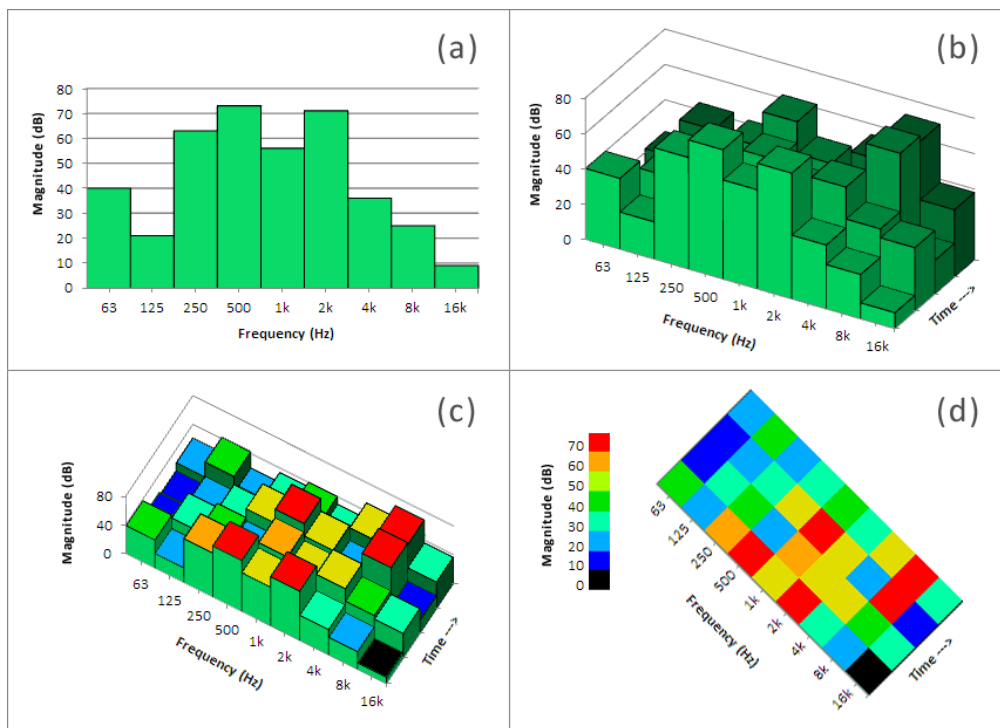 (a)
Magnitude (dB)
80
70
60
50
40
30
20
10
0
63 125 250 500 1k 2k 4k 8k 16k
Frequency (Hz)
(b)
Magnitude (dB)
80
60
40
20
0
63 125 250 500 1k 2k 4k 8k 16k
Frequency (Hz)
Time --->
(c)
Magnitude (dB)
80
40
0
63 125 250 500 1k 2k 4k 8k 16k
Frequency (Hz)
Time --->
(d)
Magnitude (dB)
70
60
50
40
30
20
10
0
63 125 250 500 1k 2k 4k 8k 16k
Frequency (Hz)
Time --->